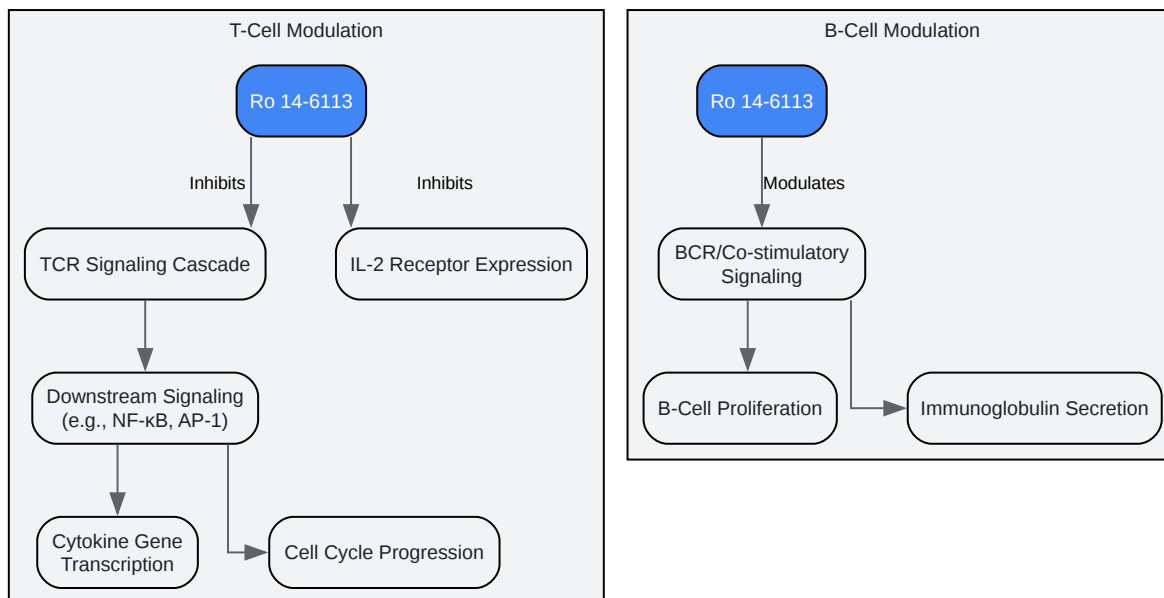 T-Cell Modulation
Ro 14-6113
Inhibits
Inhibits
TCR Signaling Cascade
IL-2 Receptor Expression
Downstream Signaling
(e.g., NF-κB, AP-1)
Cytokine Gene
Transcription
Cell Cycle Progression
B-Cell Modulation
Ro 14-6113
Modulates
BCR/Co-stimulatory
Signaling
B-Cell Proliferation
Immunoglobulin Secretion